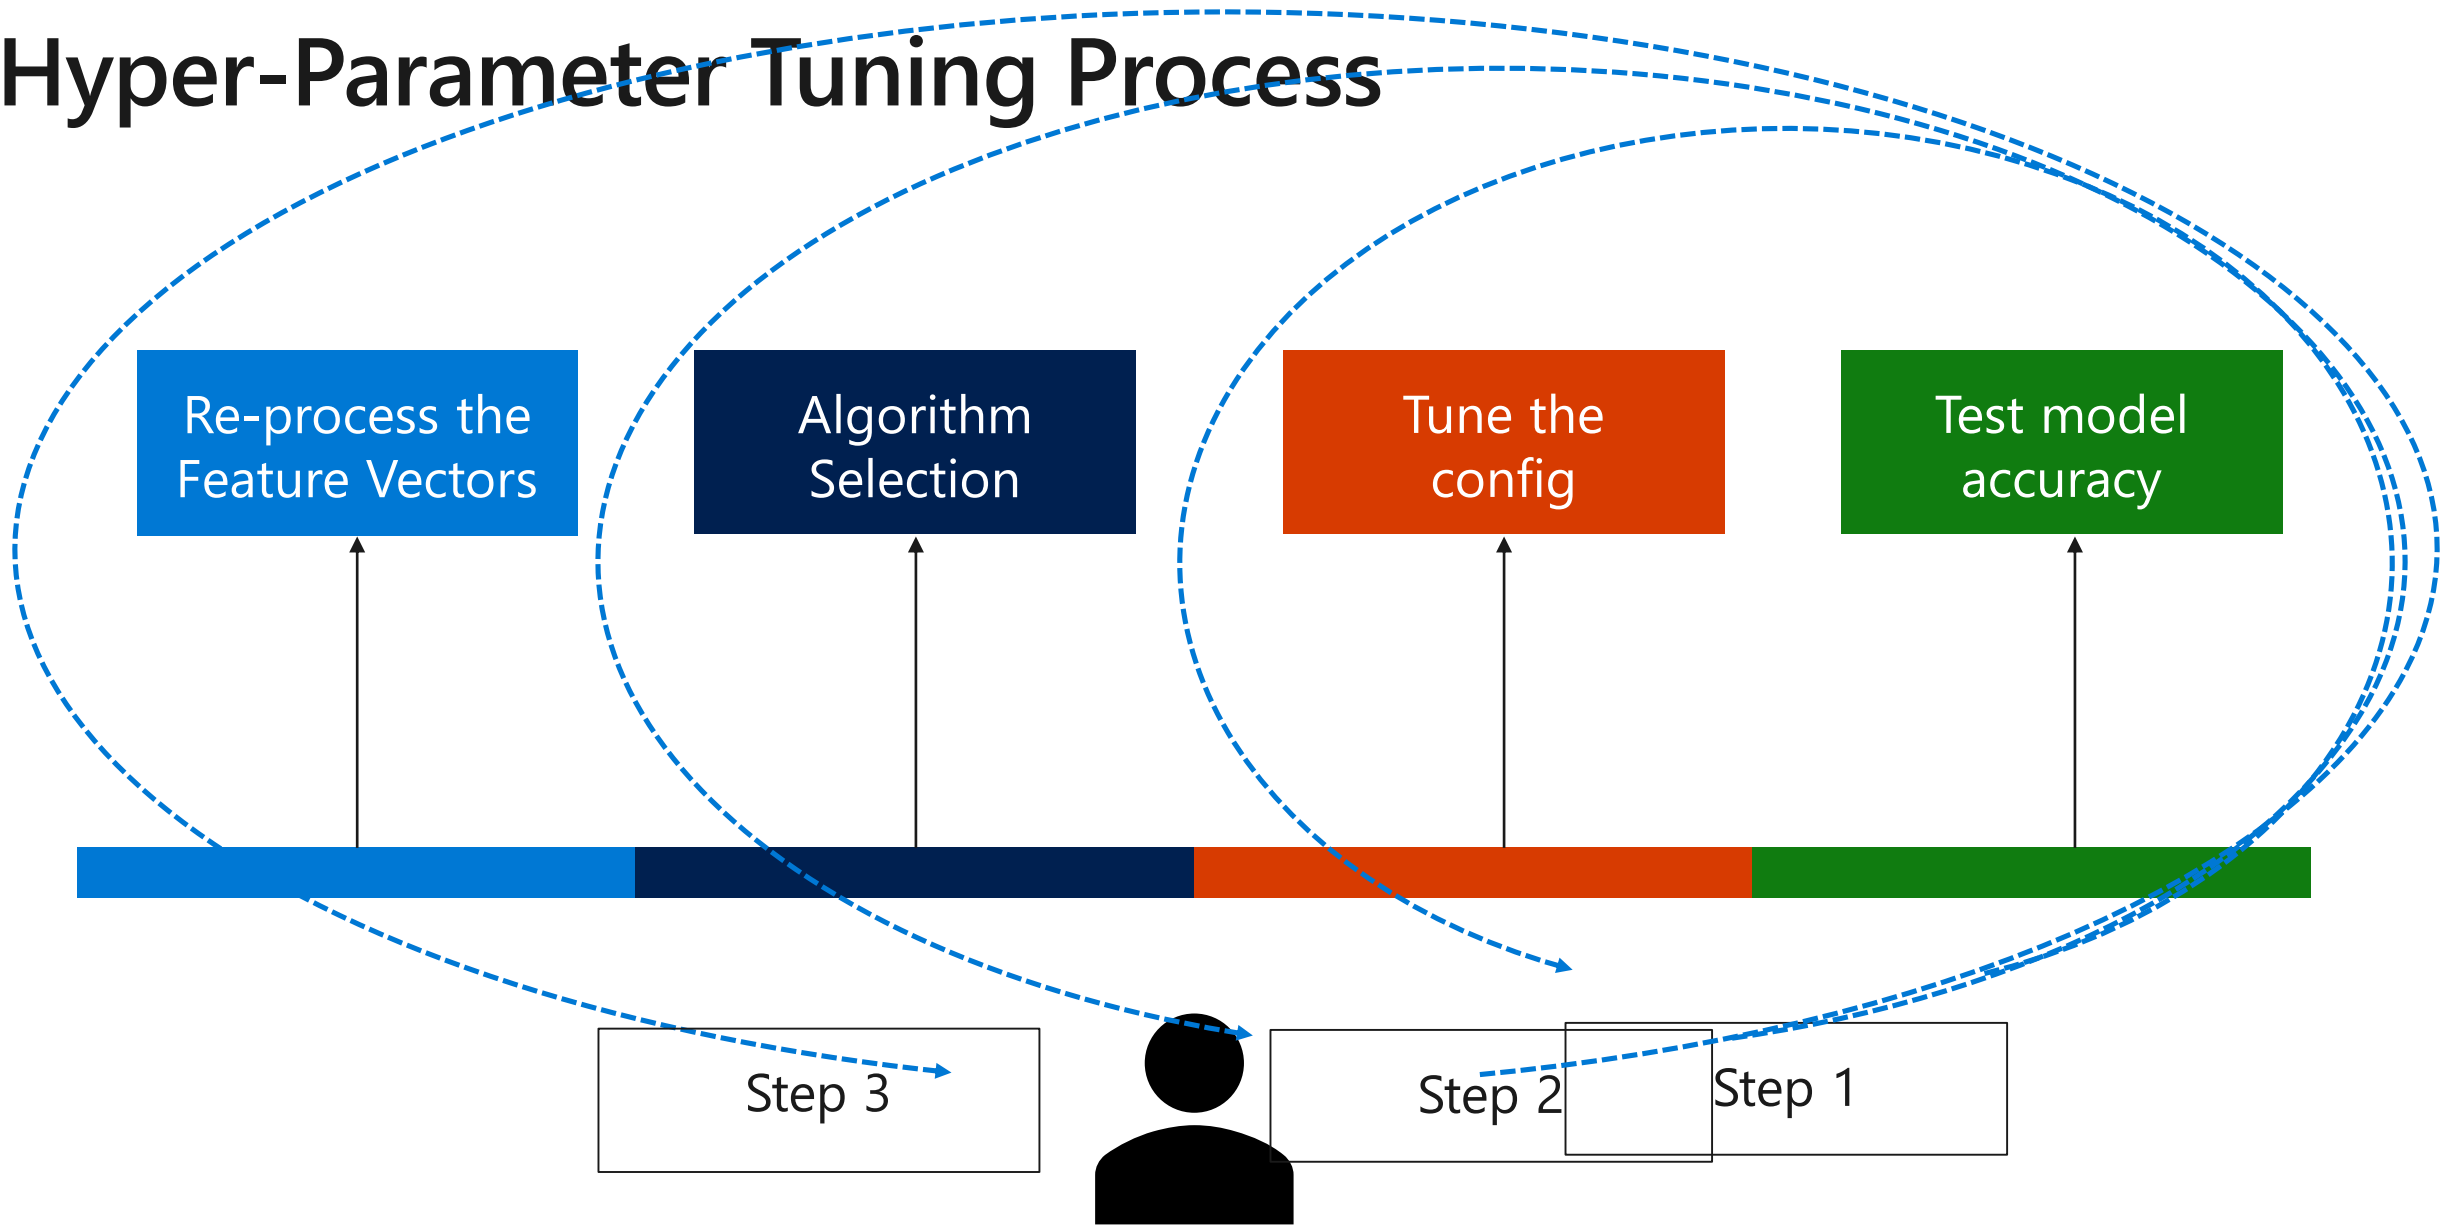 Hyper-Parameter Tuning Process
Re-process the
Feature Vectors
Algorithm
Selection
Tune the
config
Test model
accuracy
Step 3
Step 2
Step 1